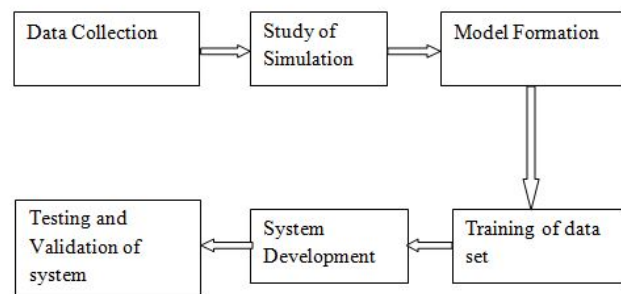 Data Collection
Study of
Simulation
Model Formation
Training of data
set
System
Development
Testing and
Validation of
system